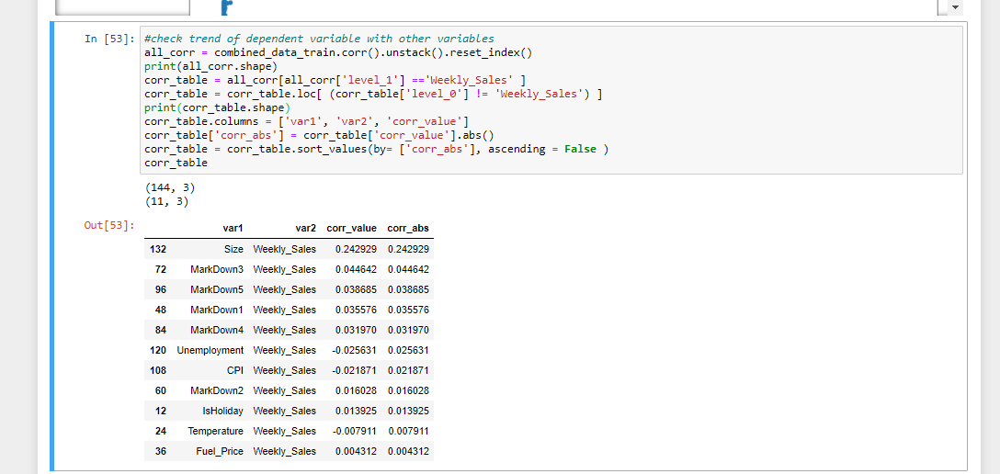 In [53]: #check trend of dependent variable with other variables
all_corr = combined_data_train.corr().unstack().reset_index()
print(all_corr.shape)
corr_table = all_corr[all_corr['level_1'] =='Weekly_Sales' ]
corr_table = corr_table.loc[ (corr_table['level_0'] != 'Weekly_Sales') ]
print(corr_table.shape)
corr_table.columns = ['var1', 'var2', 'corr_value']
corr_table['corr_abs'] = corr_table['corr_value'].abs()
corr_table = corr_table.sort_values(by= ['corr_abs'], ascending = False )
corr_table
(144, 3)
(11, 3)
Out[53]:
var1 var2 corr_value corr_abs
132 Size Weekly_Sales 0.242929 0.242929
72 MarkDown3 Weekly_Sales 0.044642 0.044642
96 MarkDown5 Weekly_Sales 0.038685 0.038685
48 MarkDown1 Weekly_Sales 0.035576 0.035576
84 MarkDown4 Weekly_Sales 0.031970 0.031970
120 Unemployment Weekly_Sales -0.025631 0.025631
108 CPI Weekly_Sales -0.021871 0.021871
60 MarkDown2 Weekly_Sales 0.016028 0.016028
12 IsHoliday Weekly_Sales 0.013925 0.013925
24 Temperature Weekly_Sales -0.007911 0.007911
36 Fuel_Price Weekly_Sales 0.004312 0.004312